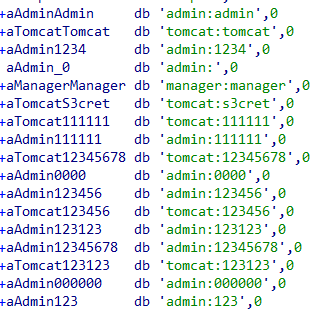 +aAdminAdmin db 'admin:admin',0
+aTomcatTomcat db 'tomcat:tomcat',0
+aAdmin1234 db 'admin:1234',0
aAdmin_0 db 'admin:',0
+aManagerManager db 'manager:manager',0
+aTomcatS3cret db 'tomcat:s3cret',0
+aTomcat111111 db 'tomcat:111111',0
+aAdmin111111 db 'admin:111111',0
+aTomcat12345678 db 'tomcat:12345678',0
+aAdmin0000 db 'admin:0000',0
+aAdmin123456 db 'admin:123456',0
+aTomcat123456 db 'tomcat:123456',0
+aAdmin123123 db 'admin:123123',0
+aAdmin12345678 db 'admin:12345678',0
+aTomcat123123 db 'tomcat:123123',0
+aAdmin000000 db 'admin:000000',0
+aAdmin123 db 'admin:123',0